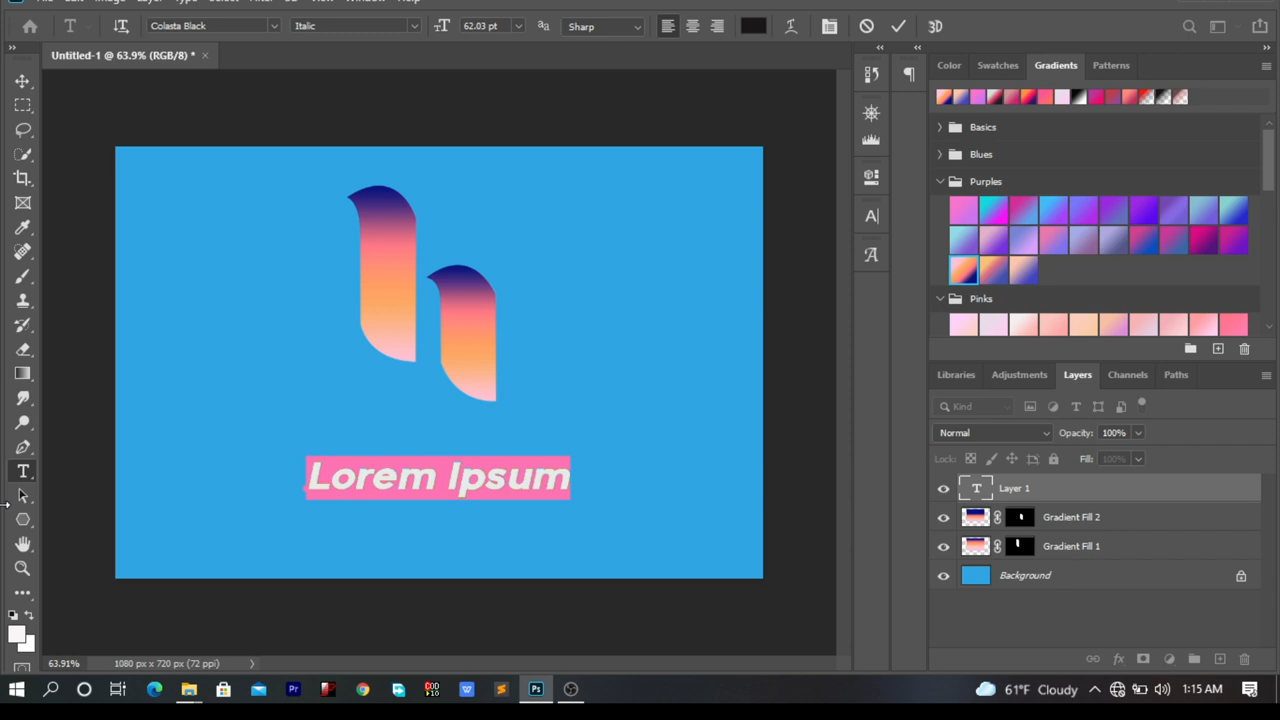 Colasta Black
Italic
62.03 pt
Sharp
3D
Untitled-1 @ 63.9% (RGB/8) *
Color
Swatches
Gradients
Patterns
Basics
Blues
Purples
Pinks
Lorem Ipsum
Libraries
Adjustments
Layers
Channels
Paths
Kind
Normal
Opacity:
100%
Lock:
Fill:
100%
Layer 1
Gradient Fill 2
Gradient Fill 1
Background
63.91%
1080 px x 720 px (72 ppi)
61°F Cloudy
1:15 AM